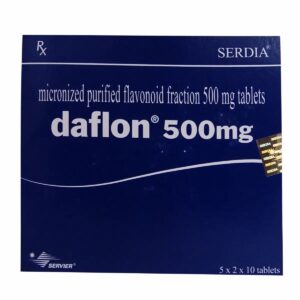 Rx
SERDIA
micronized purified flavonoid fraction 500 mg tablets
daflon® 500mg
SERVIER
5 x 2 x 10 tablets